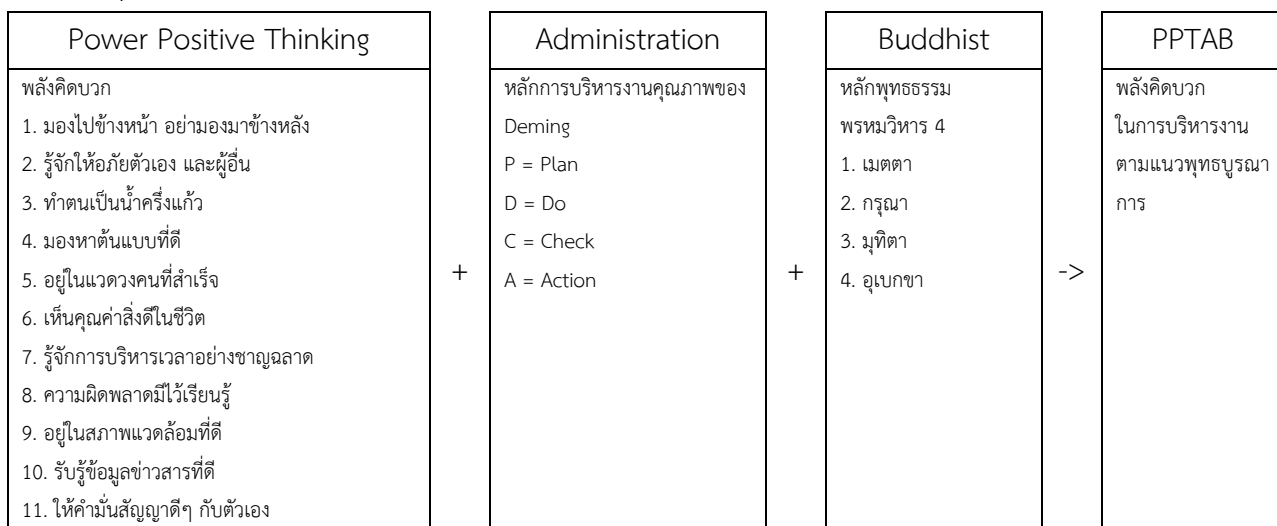 Power Positive Thinking
พลังคิดบวก
1. มองไปข้างหน้า อย่ามองมาข้างหลัง
2. รู้จักให้อภัยตัวเอง และผู้อื่น
3. ทำตนเป็นน้ำครึ่งแก้ว
4. มองหาต้นแบบที่ดี
5. อยู่ในแวดวงคนที่สำเร็จ
6. เห็นคุณค่าสิ่งดีในชีวิต
7. รู้จักการบริหารเวลาอย่างชาญฉลาด
8. ความผิดพลาดมีไว้เรียนรู้
9. อยู่ในสภาพแวดล้อมที่ดี
10. รับรู้ข้อมูลข่าวสารที่ดี
11. ให้คำมั่นสัญญาดีๆ กับตัวเอง
+
Administration
หลักการบริหารงานคุณภาพของ
Deming
P = Plan
D = Do
C = Check
A = Action
+
Buddhist
หลักพุทธธรรม
พรหมวิหาร 4
1. เมตตา
2. กรุณา
3. มุทิตา
4. อุเบกขา
->
PPTAB
พลังคิดบวก
ในการบริหารงาน
ตามแนวพุทธบูรณา
การ